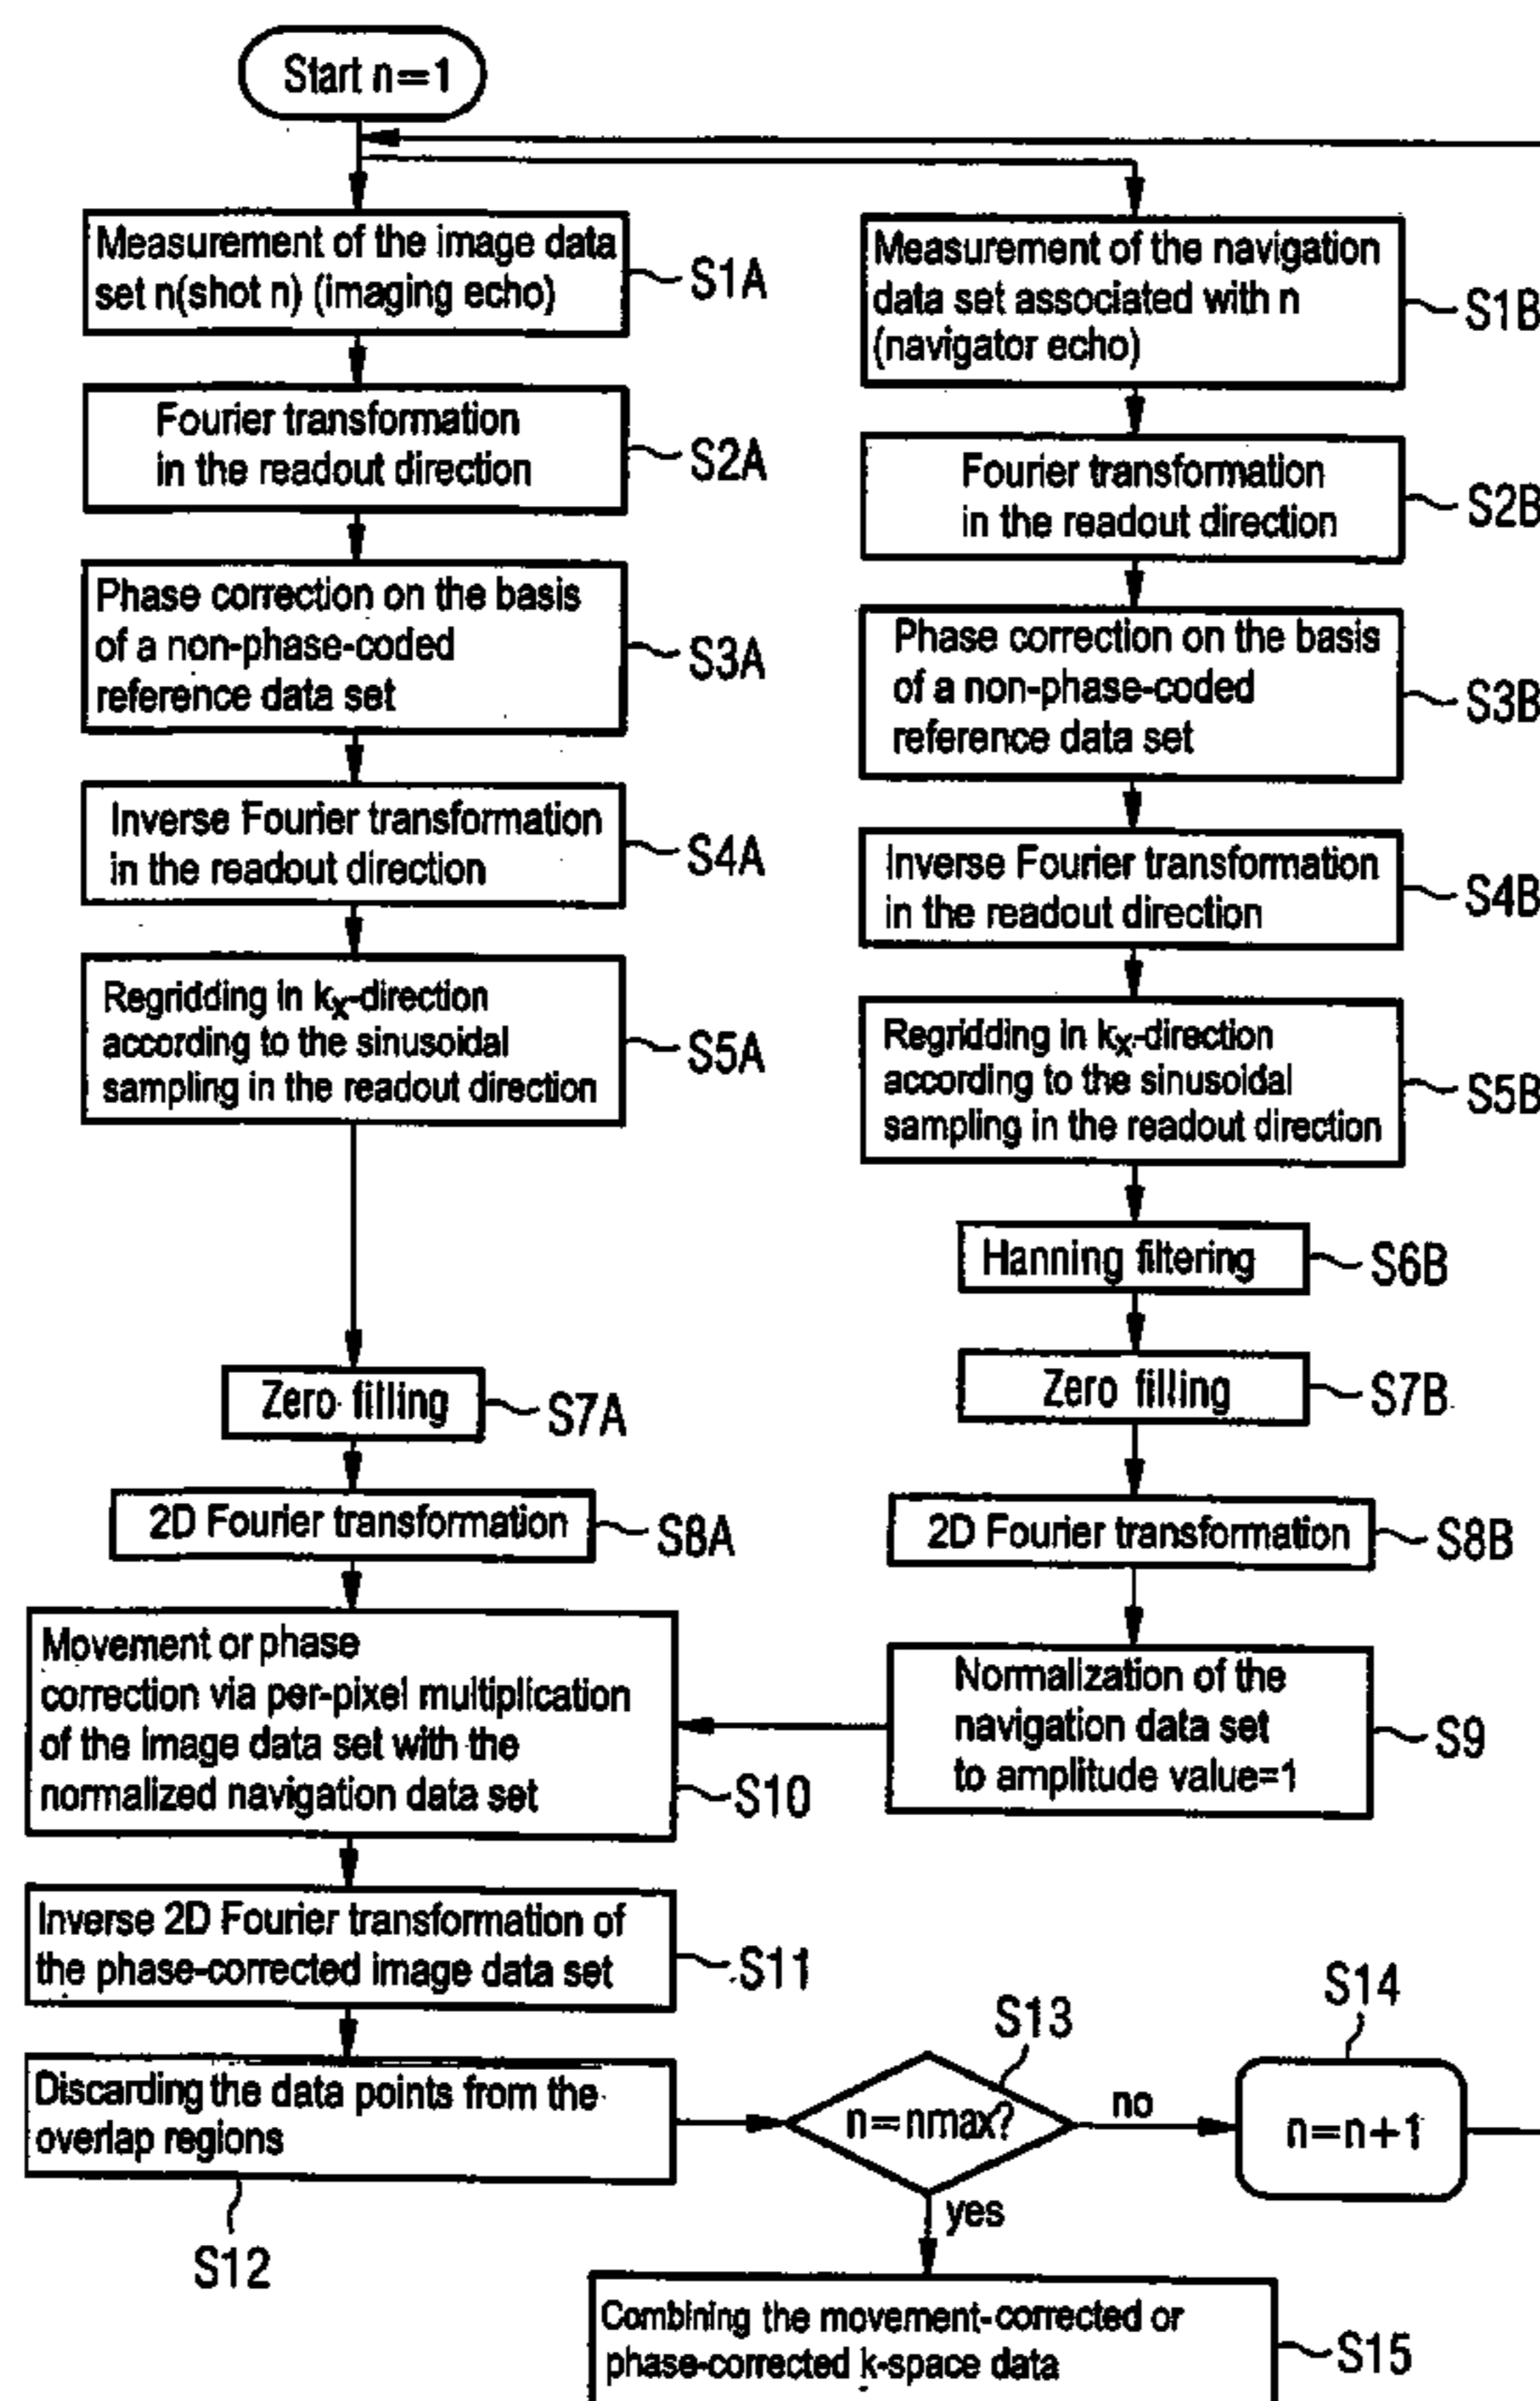 Start n=1
Measurement of the image data
set n(shot n) (imaging echo)
S1A
Fourier transformation
in the readout direction
S2A
Phase correction on the basis
of a non-phase-coded
reference data set
S3A
Inverse Fourier transformation
in the readout direction
S4A
Regridding in kx-direction
according to the sinusoidal
sampling in the readout direction
S5A
Zero filling
S7A
2D Fourier transformation
S8A
Measurement of the navigation
data set associated with n
(navigator echo)
S1B
Fourier transformation
in the readout direction
S2B
Phase correction on the basis
of a non-phase-coded
reference data set
S3B
Inverse Fourier transformation
in the readout direction
S4B
Regridding in kx-direction
according to the sinusoidal
sampling in the readout direction
S5B
Hanning filtering
S6B
Zero filling
S7B
2D Fourier transformation
S8B
Normalization of the
navigation data set
to amplitude value=1
S9
Movement or phase
correction via per-pixel multiplication
of the image data set with the
normalized navigation data set
S10
Inverse 2D Fourier transformation of
the phase-corrected image data set
S11
Discarding the data points from the
overlap regions
S12
S13
n=nmax?
no
S14
n=n+1
yes
Combining the movement-corrected or
phase-corrected k-space data
S15